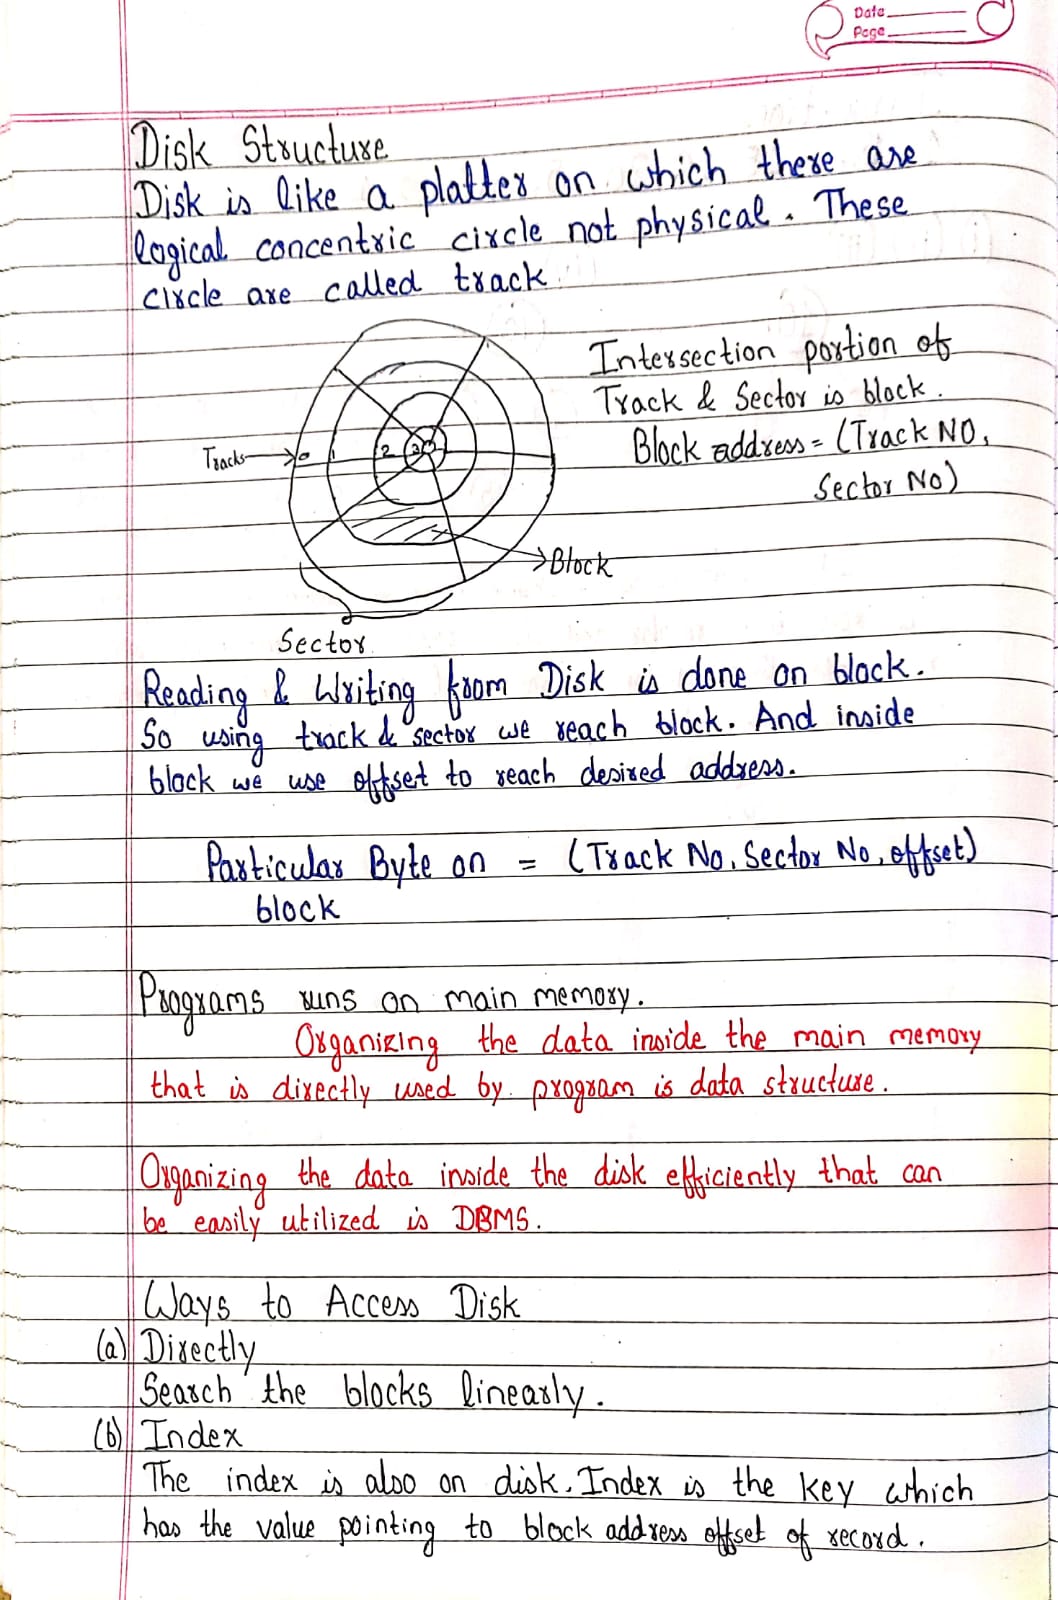 Date
Page
Disk Structure
Disk is like a platter on which there are
logical concentric circle not physical. These
circle are called track
Intersection portion of
Track & Sector is block.
Block address = (Track NO,
Sector No)
Tracks 0 1 2 3
Block
Sector
Reading & Writing from Disk is done on block.
So using track & sector we reach block. And inside
block we use offset to reach desired address.
Particular Byte on = (Track No, Sector No, offset)
block
Programs runs on main memory.
Organizing the data inside the main memory
that is directly used by program is data structure.
Organizing the data inside the disk efficiently that can
be easily utilized is DBMS.
Ways to Access Disk
(a) Directly
Search the blocks linearly.
(b) Index
The index is also on disk. Index is the key which
has the value pointing to block address offset of record.